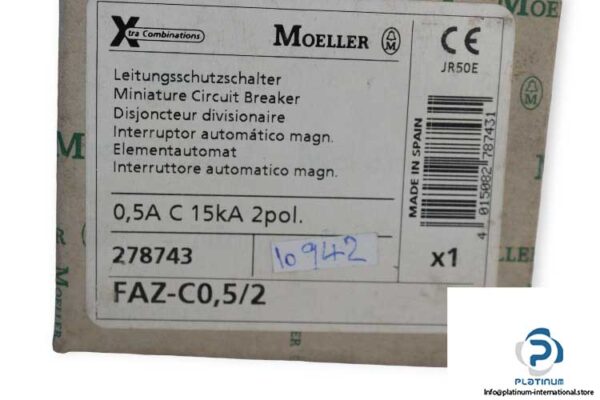 Xtra Combinations
MOELLER
CE
JR50E
Leitungsschutzschalter
Miniature Circuit Breaker
Disjoncteur divisionaire
Interruptor automático magn.
Elementautomat
Interruttore automatico magn.
MADE IN SPAIN
4 015082 787431
0,5A C 15kA 2pol.
278743
10942
x1
FAZ-C0,5/2
MOELLER
PLATINUM
Info@platinum-international.store